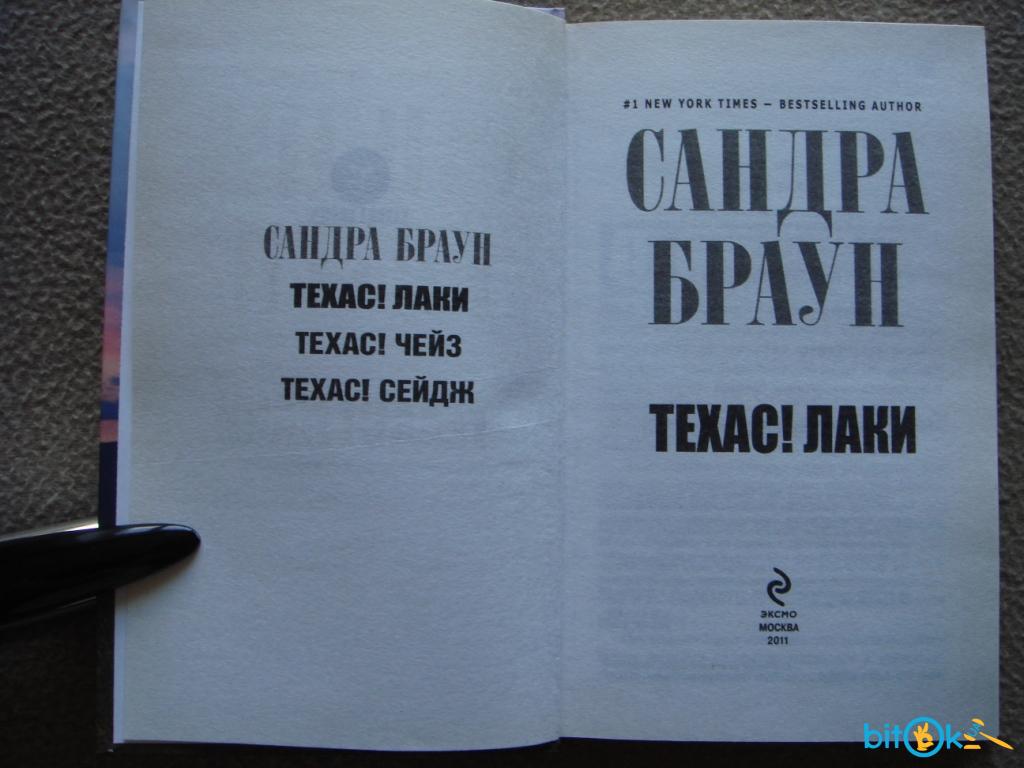 САНДРА БРАУН
ТЕХАС! ЛАКИ
ТЕХАС! ЧЕЙЗ
ТЕХАС! СЕЙДЖ
#1 NEW YORK TIMES – BESTSELLING AUTHOR
САНДРА
БРАУН
ТЕХАС! ЛАКИ
ЭКСМО
МОСКВА
2011
bitOk
UA